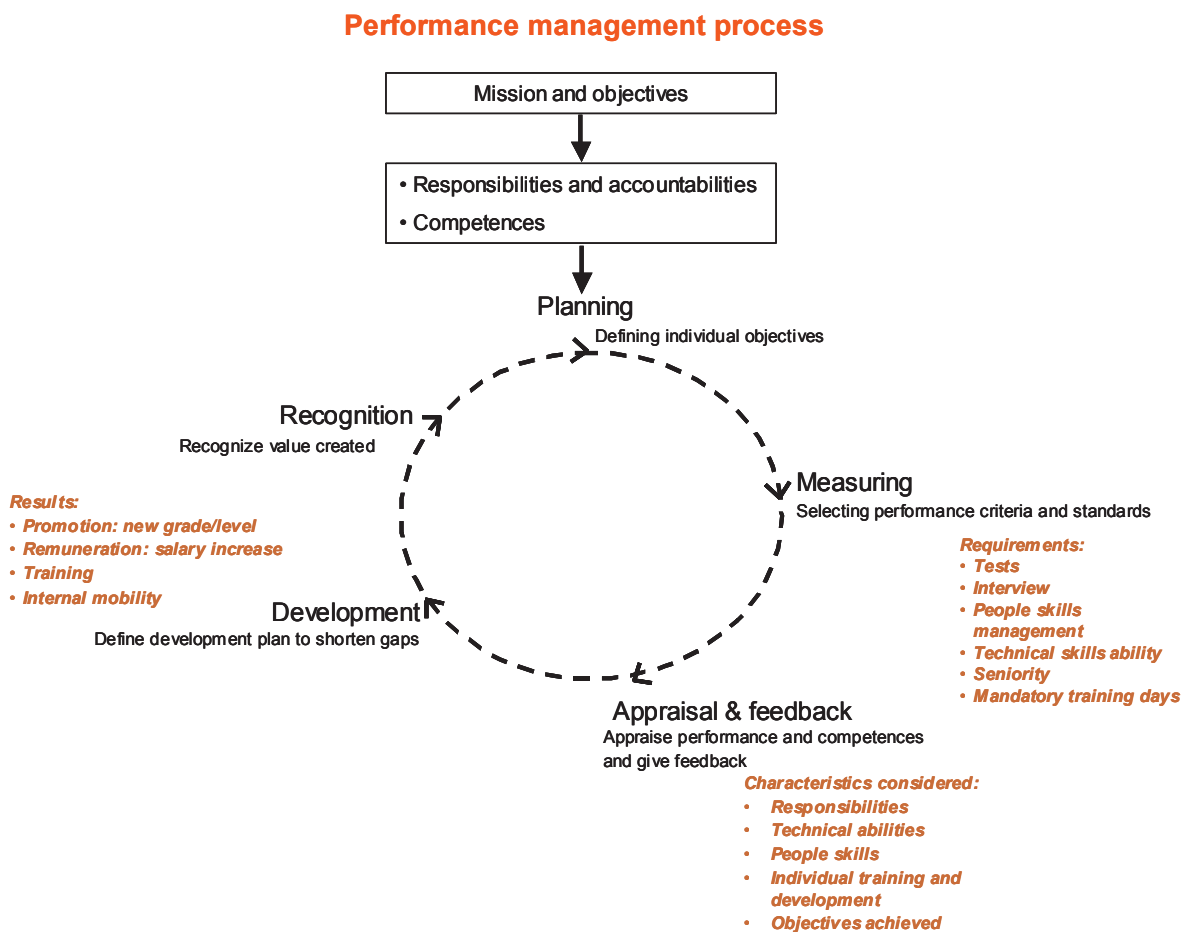 Performance management process
Mission and objectives
• Responsibilities and accountabilities
• Competences
Planning
Defining individual objectives
Measuring
Selecting performance criteria and standards
Requirements:
• Tests
• Interview
• People skills
management
• Technical skills ability
• Seniority
• Mandatory training days
Appraisal & feedback
Appraise performance and competences
and give feedback
Characteristics considered:
• Responsibilities
• Technical abilities
• People skills
• Individual training and
development
• Objectives achieved
Development
Define development plan to shorten gaps
Recognition
Recognize value created
Results:
• Promotion: new grade/level
• Remuneration: salary increase
• Training
• Internal mobility